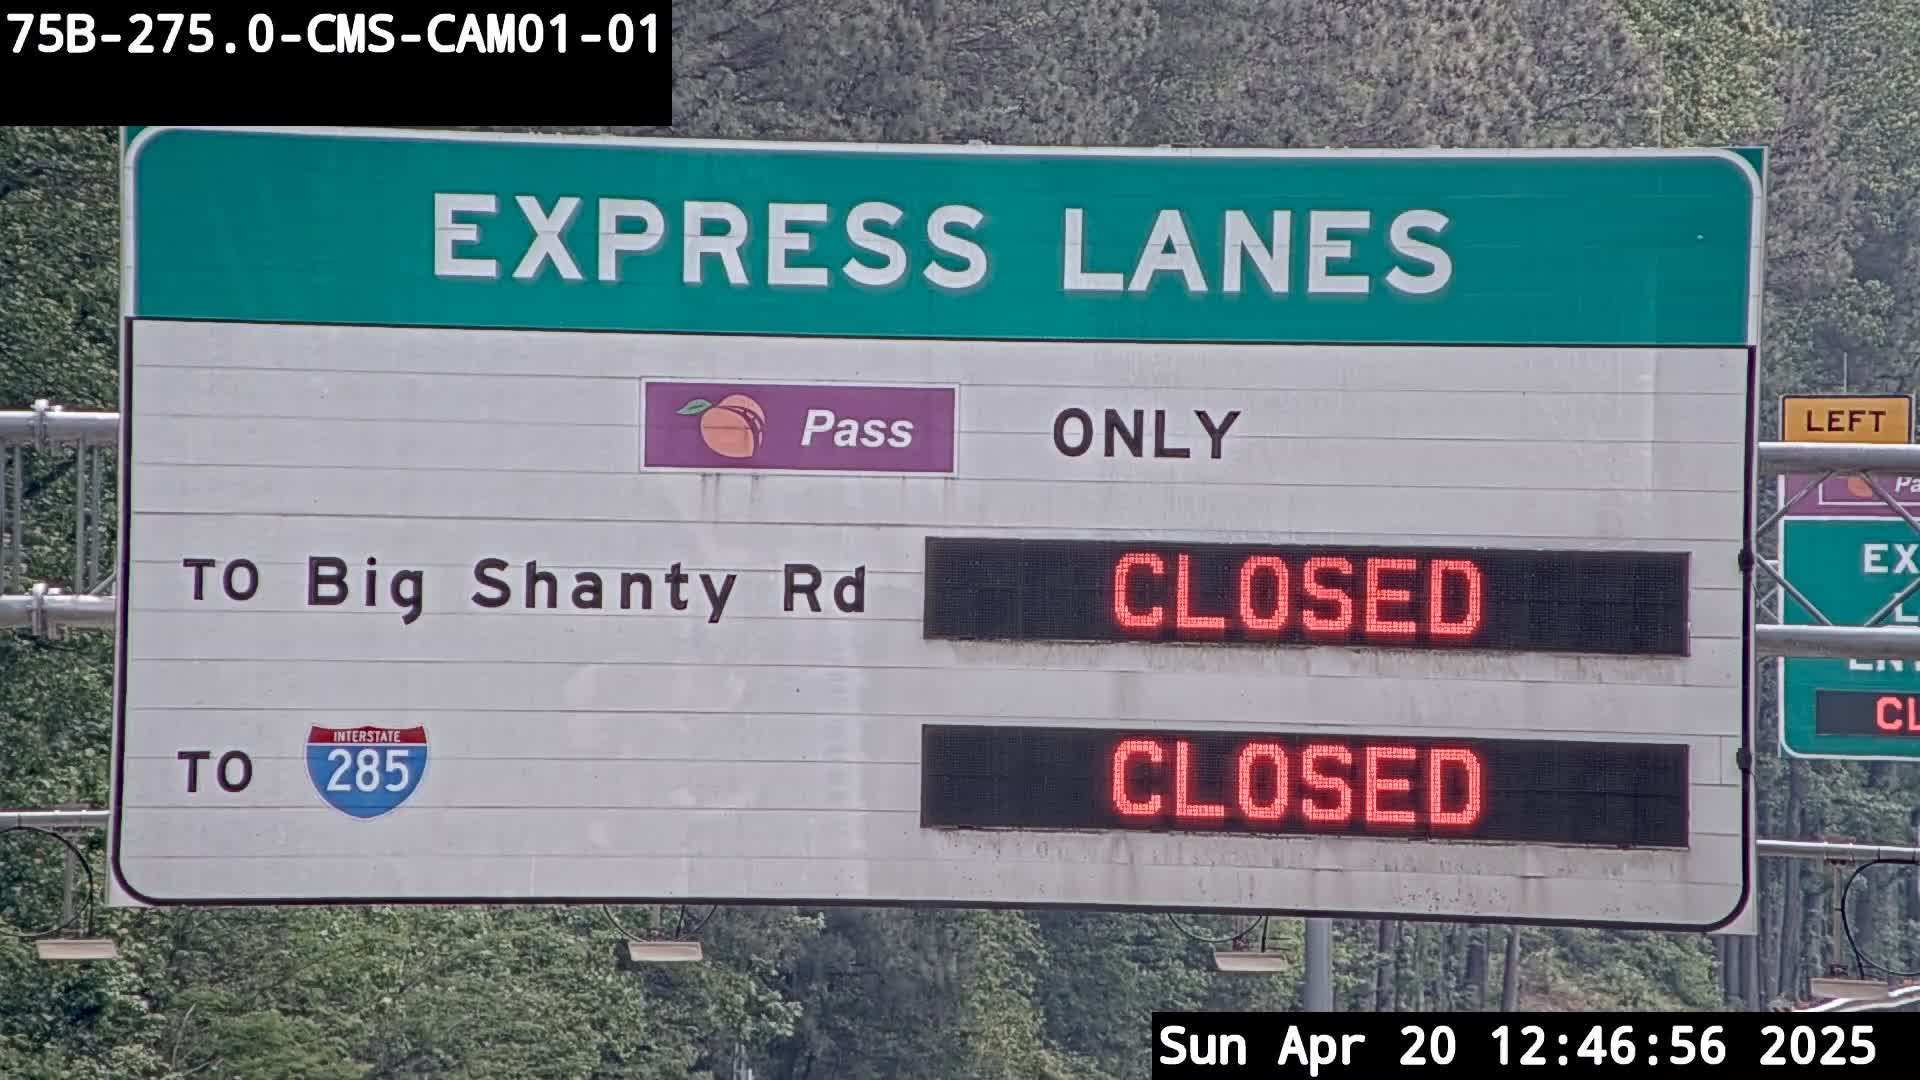 75B-275.0-CMS-CAM01-01
EXPRESS LANES
Pass ONLY
TO Big Shanty Rd CLOSED
TO INTERSTATE 285 CLOSED
LEFT
Sun Apr 20 12:46:56 2025